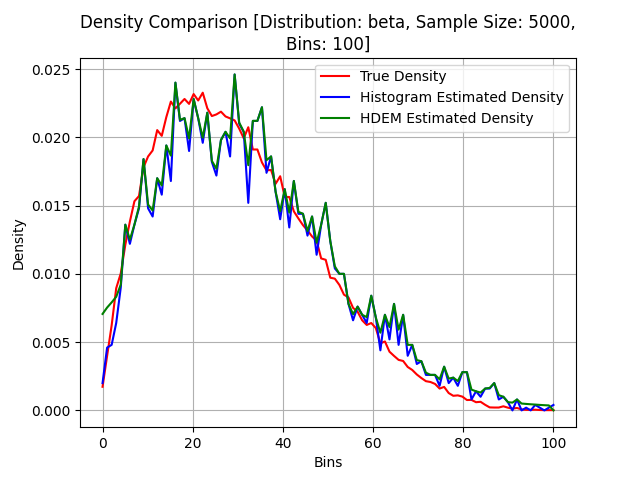 Density Comparison [Distribution: beta, Sample Size: 5000,
Bins: 100]
True Density
Histogram Estimated Density
HDEM Estimated Density
Density
0.025
0.020
0.015
0.010
0.005
0.000
0 20 40 60 80 100
Bins